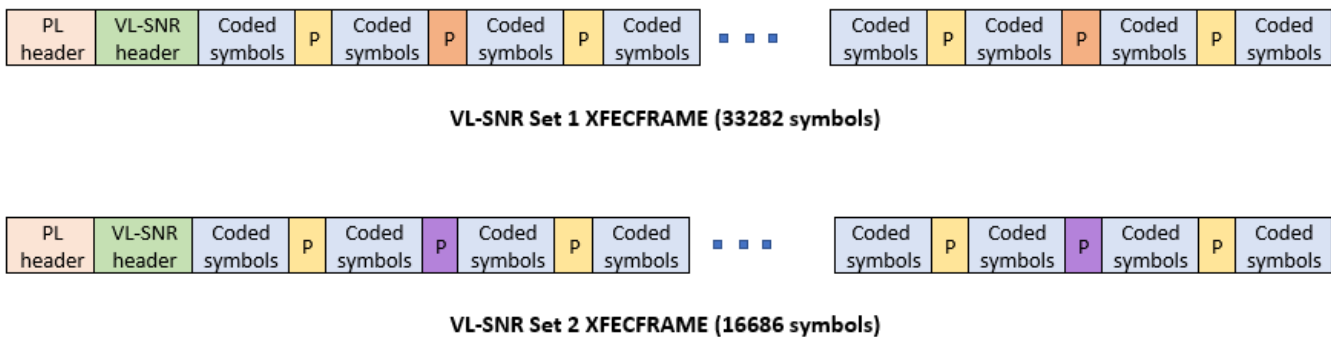 PL VL-SNR Coded Coded Coded Coded Coded Coded Coded Coded
header header symbols P symbols P symbols P symbols symbols P symbols P symbols P symbols
VL-SNR Set 1 XFECFRAME (33282 symbols)
PL VL-SNR Coded Coded Coded Coded Coded Coded Coded Coded
header header symbols P symbols P symbols P symbols symbols P symbols P symbols P symbols
VL-SNR Set 2 XFECFRAME (16686 symbols)